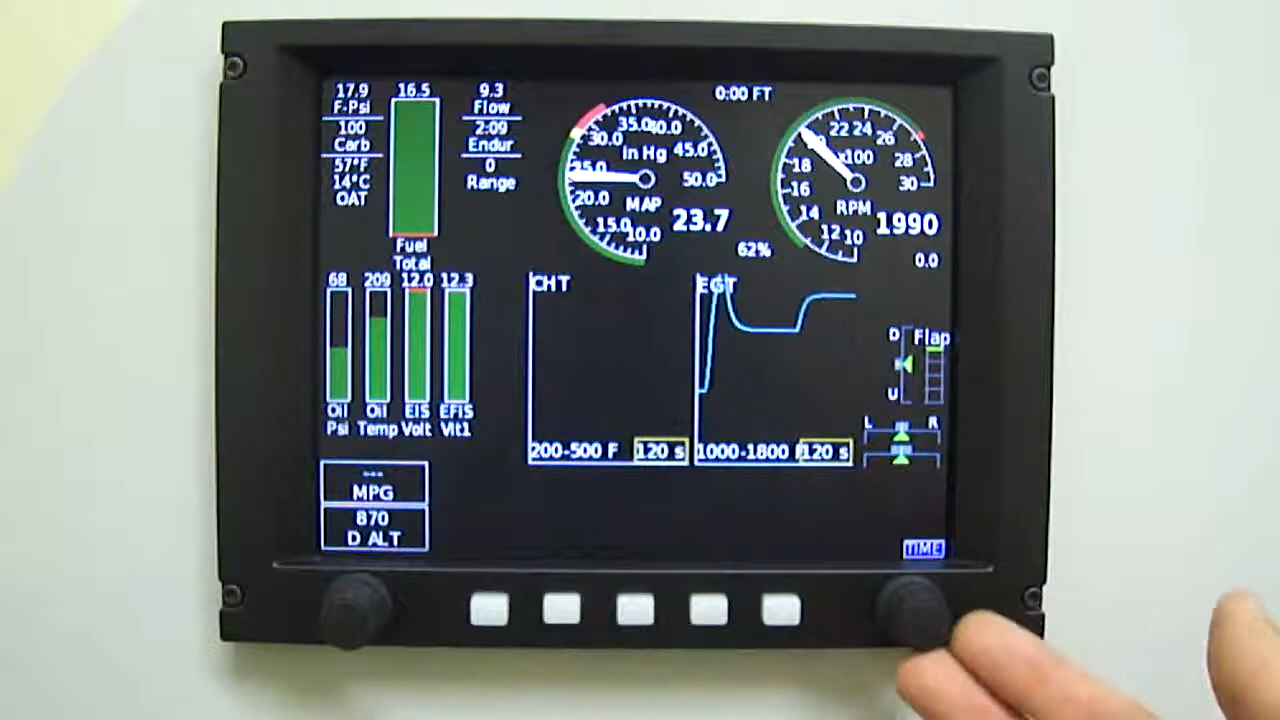 17.9
F-Psi
100
Carb
57°F
14°C
OAT
16.5
Fuel
Total
9.3
Flow
2:09
Endur
0
Range
35.0
40.0
30.0
in Hg
45.0
25.0
50.0
20.0
MAP
23.7
15.0
10.0
0:00 FT
62%
22 24
26
x100
28
18
16
30
RPM
14
1990
12 10
0.0
68
209
12.0
12.3
Oil
Psi
Oil
Temp
EIS
Volt
EFIS
Vlt1
CHT
200-500 F
120 s
EGT
1000-1800
120 s
D
Flap
U
L
R
---
MPG
870
D ALT
TIME